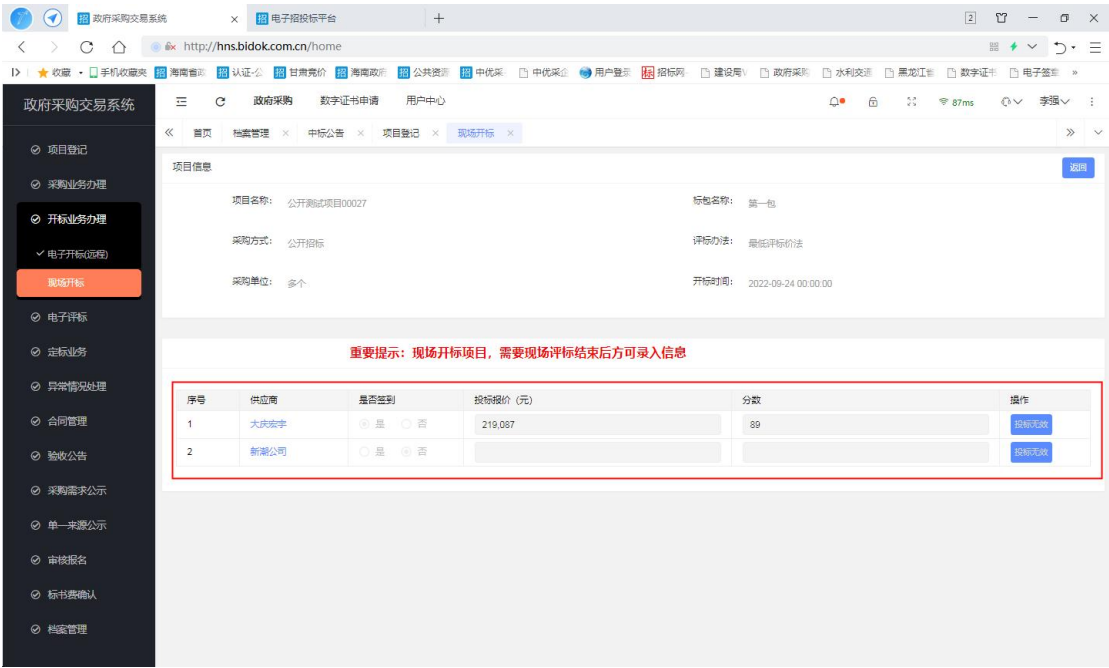 招 政府采购交易系统 × 招 电子招投标平台 + 2
http://hns.bidok.com.cn/home
收藏 手机收藏夹 招 海南省政 招 认证-公 招 甘肃竞价 招 海南政府 招 公共资源 招 中优采 中优采企 用户登录 标 招标网 建设局 政府采购 水利交通 黑龙江省 数字证书 电子签章 »
政府采购交易系统 政府采购 数字证书申请 用户中心 87ms 李强
首页 档案管理 × 中标公告 × 项目登记 × 现场开标 ×
项目登记
采购业务办理
开标业务办理
电子开标(远程)
现场开标
电子评标
定标业务
异常情况处理
合同管理
验收公告
采购需求公示
单一来源公示
审核报名
标书费确认
档案管理
项目信息 返回
项目名称: 公开测试项目00027 标包名称: 第一包
采购方式: 公开招标 评标办法: 最低评标价法
采购单位: 多个 开标时间: 2022-09-24 00:00:00
重要提示：现场开标项目，需要现场评标结束后方可录入信息
序号 供应商 是否签到 投标报价（元） 分数 操作
1 大庆宏宇 是 否 219,087 89 投标无效
2 新潮公司 是 否 投标无效